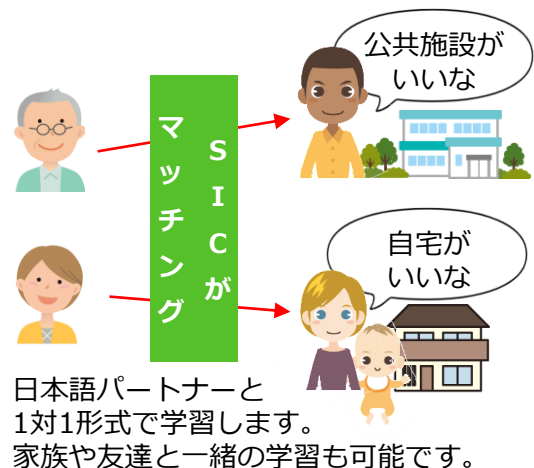 公共施設が
いいな
SICが
マッチング
自宅が
いいな
日本語パートナーと
1対1形式で学習します。
家族や友達と一緒の学習も可能です。